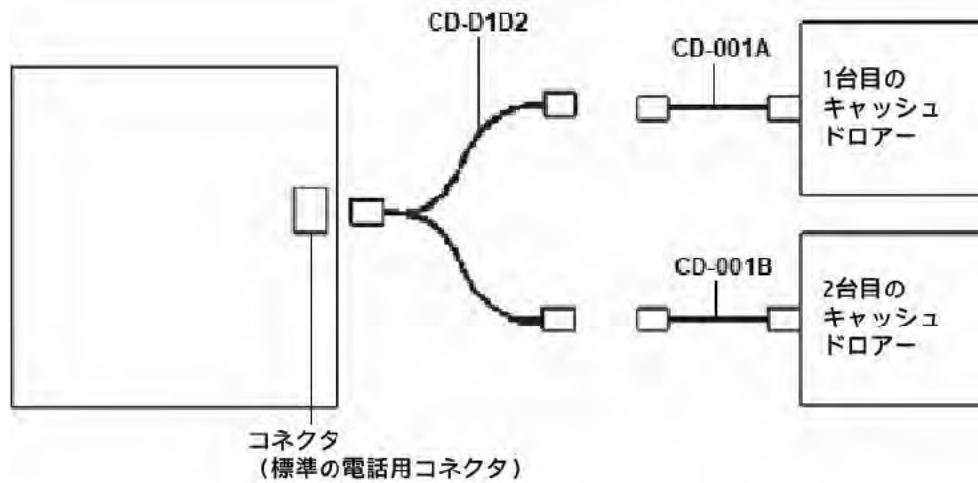 CD-D1D2
CD-001A
1台目の
キャッシュ
ドロアー
CD-001B
2台目の
キャッシュ
ドロアー
コネクタ
（標準の電話用コネクタ）